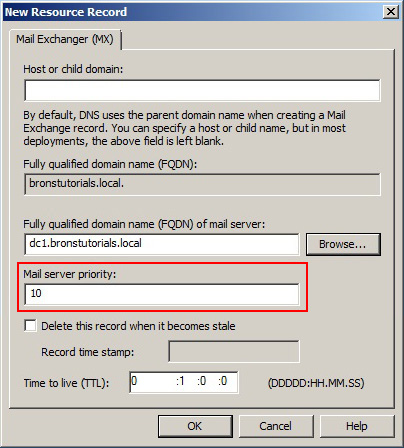 New Resource Record
Mail Exchanger (MX)
Host or child domain:
By default, DNS uses the parent domain name when creating a Mail
Exchange record. You can specify a host or child name, but in most
deployments, the above field is left blank.
Fully qualified domain name (FQDN):
bronstutorials.local.
Fully qualified domain name (FQDN) of mail server:
dc1.bronstutorials.local Browse...
Mail server priority:
10
Delete this record when it becomes stale
Record time stamp:
Time to live (TTL): 0 :1 :0 :0 (DDDDD:HH.MM.SS)
OK Cancel Help